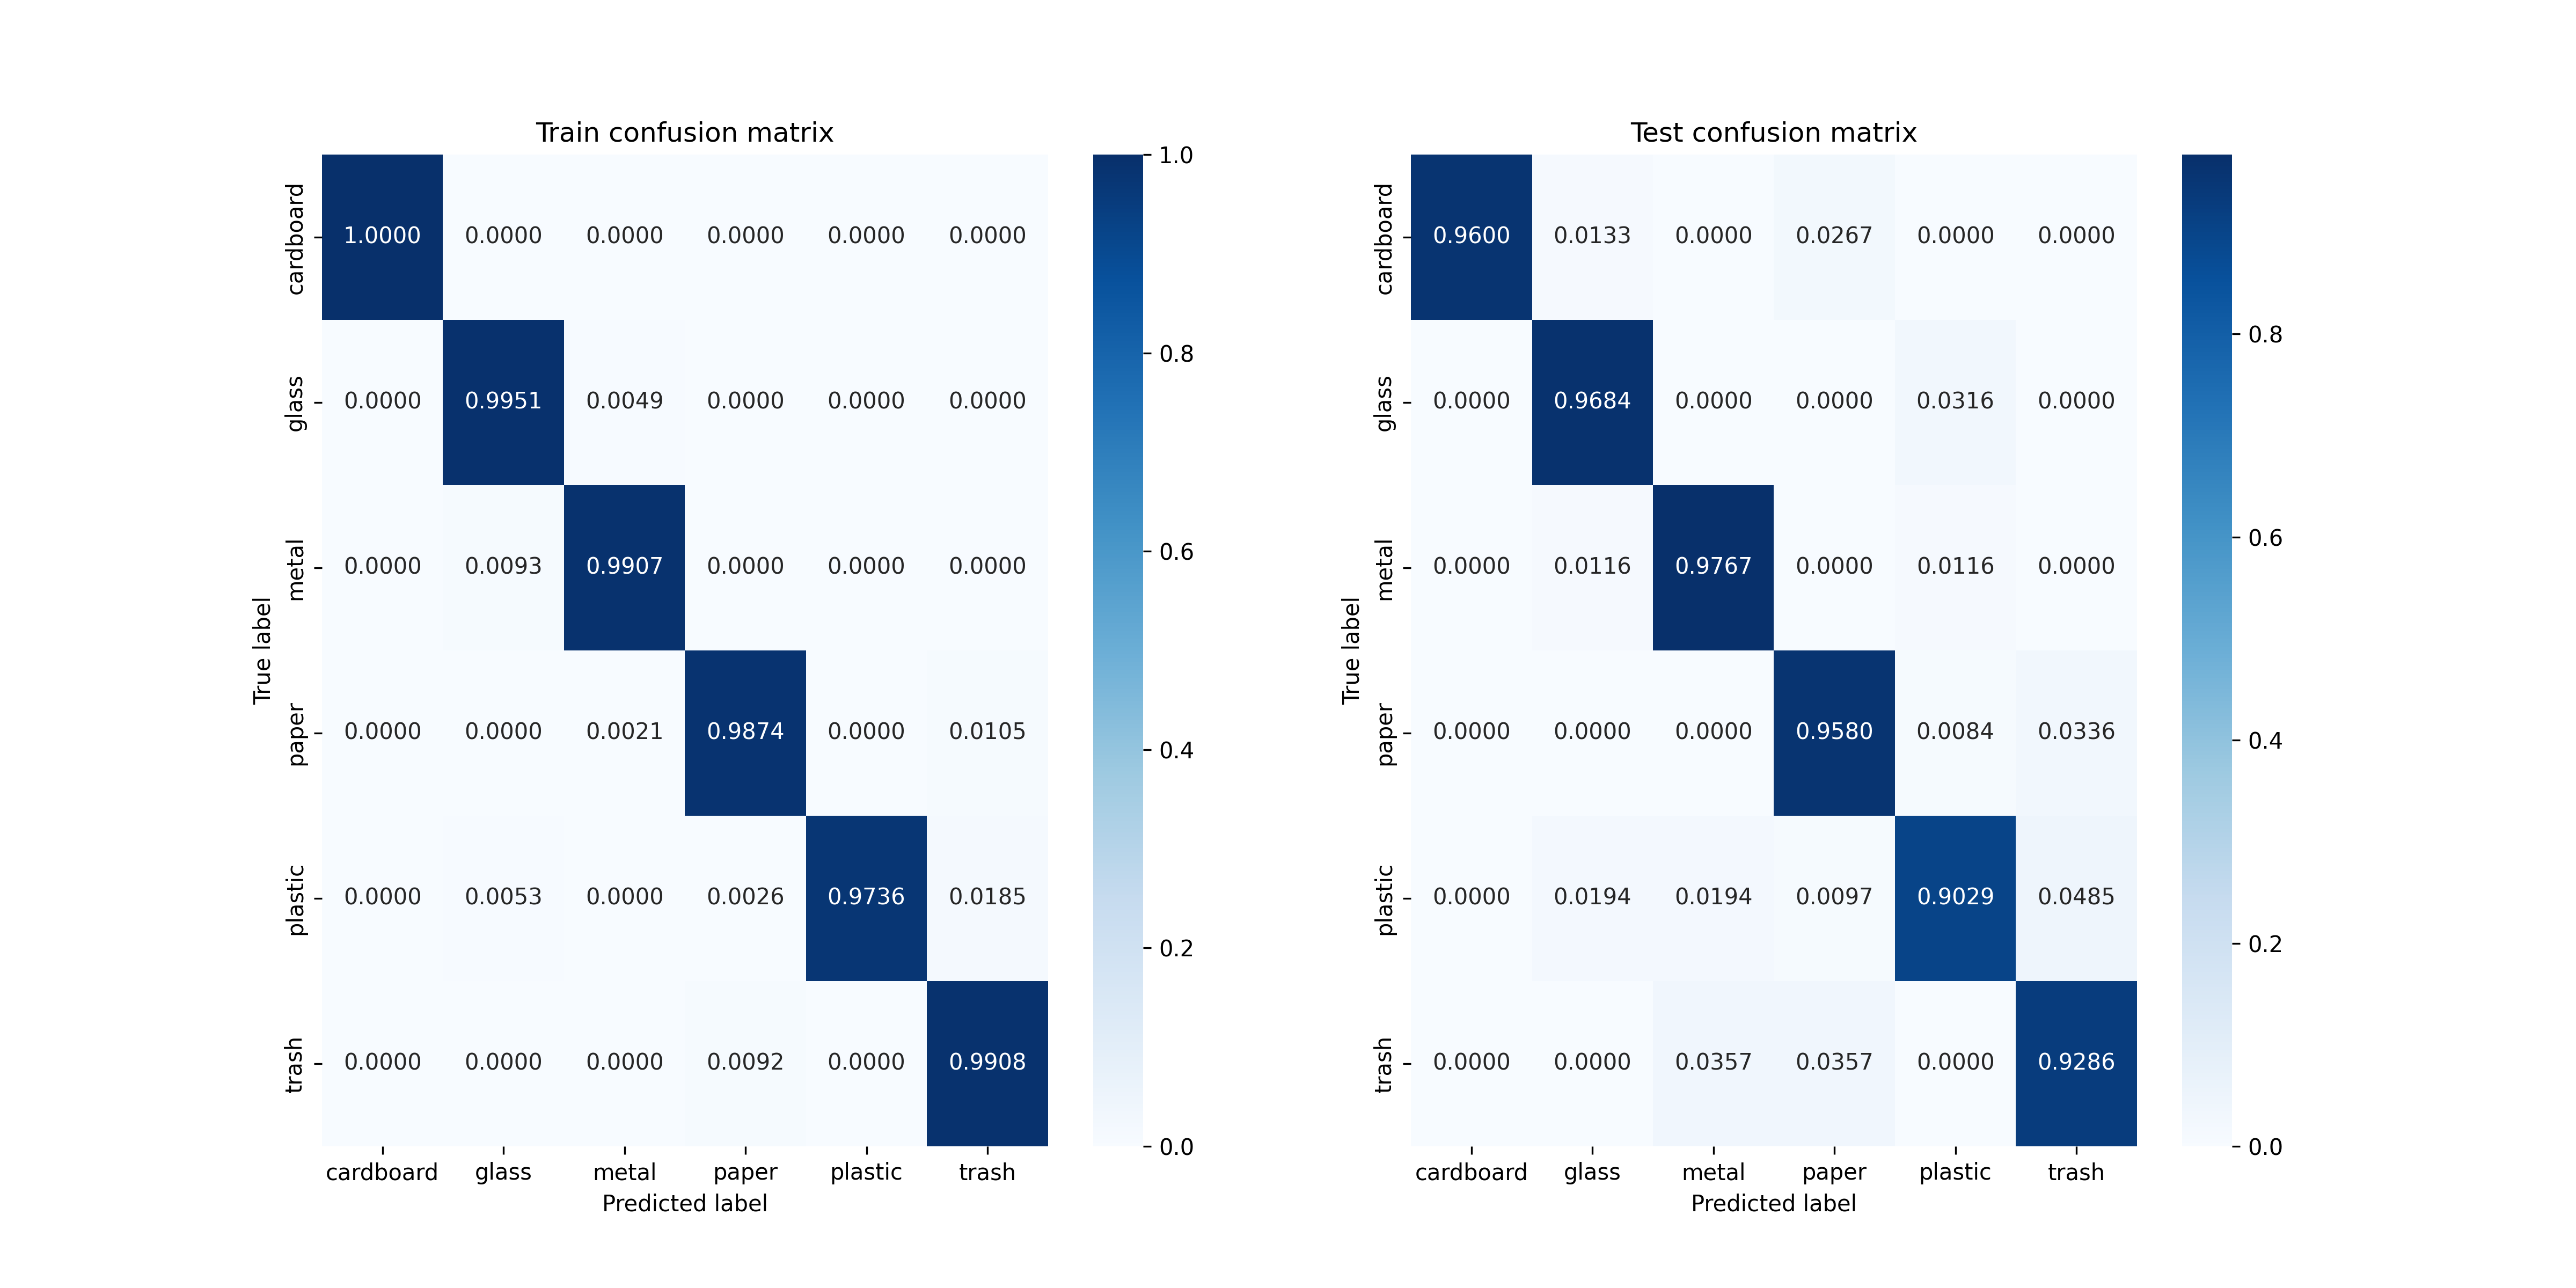 Train confusion matrix
cardboard 1.0000 0.0000 0.0000 0.0000 0.0000 0.0000
glass 0.0000 0.9951 0.0049 0.0000 0.0000 0.0000
metal 0.0000 0.0093 0.9907 0.0000 0.0000 0.0000
paper 0.0000 0.0000 0.0021 0.9874 0.0000 0.0105
plastic 0.0000 0.0053 0.0000 0.0026 0.9736 0.0185
trash 0.0000 0.0000 0.0000 0.0092 0.0000 0.9908
True label
cardboard glass metal paper plastic trash
Predicted label
1.0
0.8
0.6
0.4
0.2
0.0
Test confusion matrix
cardboard 0.9600 0.0133 0.0000 0.0267 0.0000 0.0000
glass 0.0000 0.9684 0.0000 0.0000 0.0316 0.0000
metal 0.0000 0.0116 0.9767 0.0000 0.0116 0.0000
paper 0.0000 0.0000 0.0000 0.9580 0.0084 0.0336
plastic 0.0000 0.0194 0.0194 0.0097 0.9029 0.0485
trash 0.0000 0.0000 0.0357 0.0357 0.0000 0.9286
True label
cardboard glass metal paper plastic trash
Predicted label
0.8
0.6
0.4
0.2
0.0